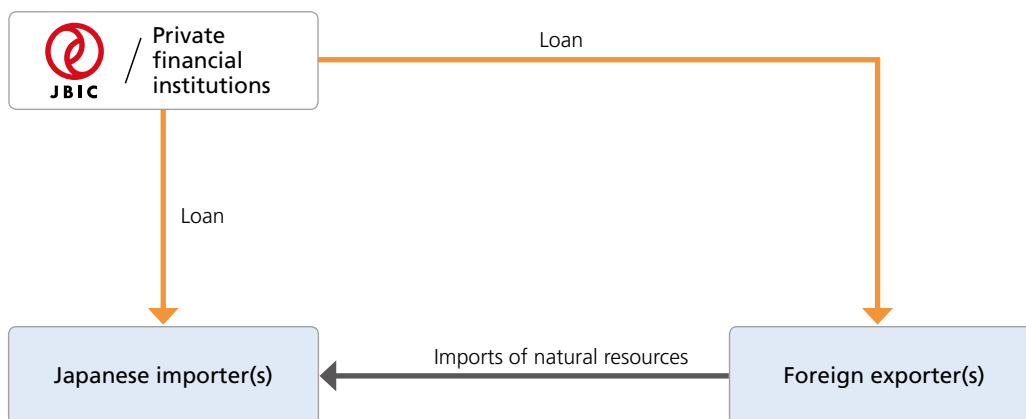 Private
financial
institutions
/
JBIC
Loan
Loan
Imports of natural resources
Japanese importer(s)
Foreign exporter(s)